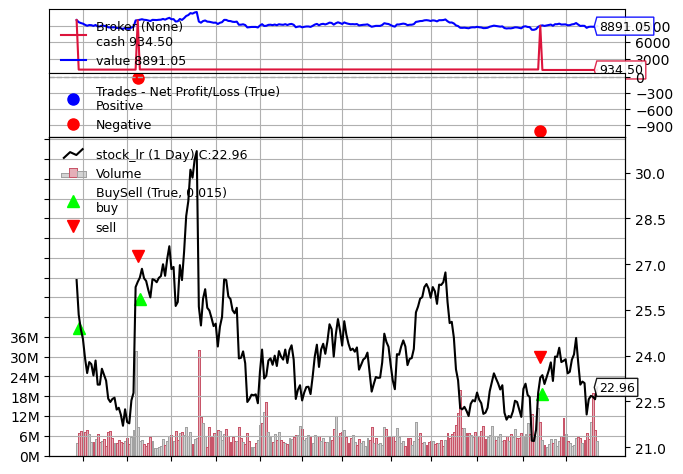 Broker (None)
cash 934.50
value 8891.05
8891.05
6000
3000
934.50
0
Trades - Net Profit/Loss (True)
Positive
Negative
−300
−600
−900
stock_lr (1 Day) C:22.96
Volume
BuySell (True, 0.015)
buy
sell
30.0
28.5
27.0
25.5
24.0
22.96
22.5
21.0
36M
30M
24M
18M
12M
6M
0M